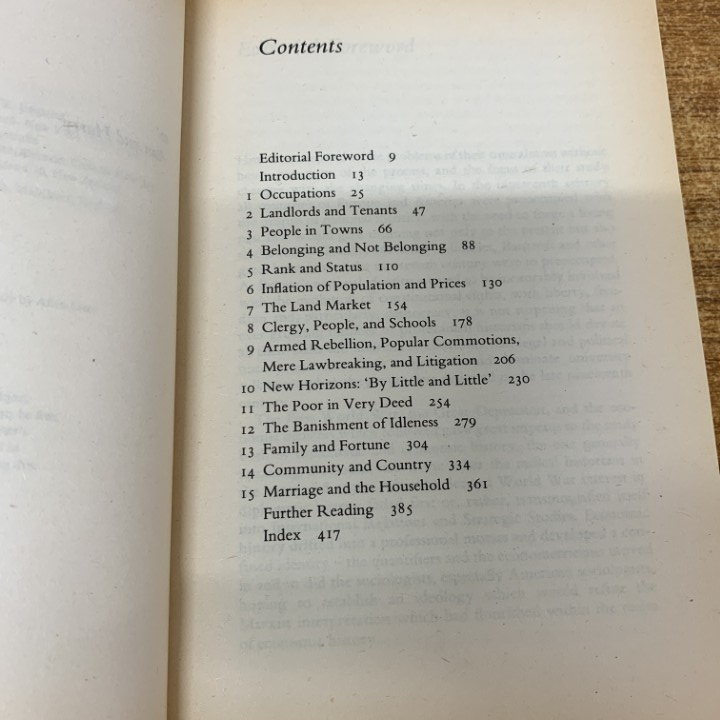 Contents
Editorial Foreword 9
Introduction 13
1 Occupations 25
2 Landlords and Tenants 47
3 People in Towns 66
4 Belonging and Not Belonging 88
5 Rank and Status 110
6 Inflation of Population and Prices 130
7 The Land Market 154
8 Clergy, People, and Schools 178
9 Armed Rebellion, Popular Commotions,
Mere Lawbreaking, and Litigation 206
10 New Horizons: ‘By Little and Little’ 230
11 The Poor in Very Deed 254
12 The Banishment of Idleness 279
13 Family and Fortune 304
14 Community and Country 334
15 Marriage and the Household 361
Further Reading 385
Index 417